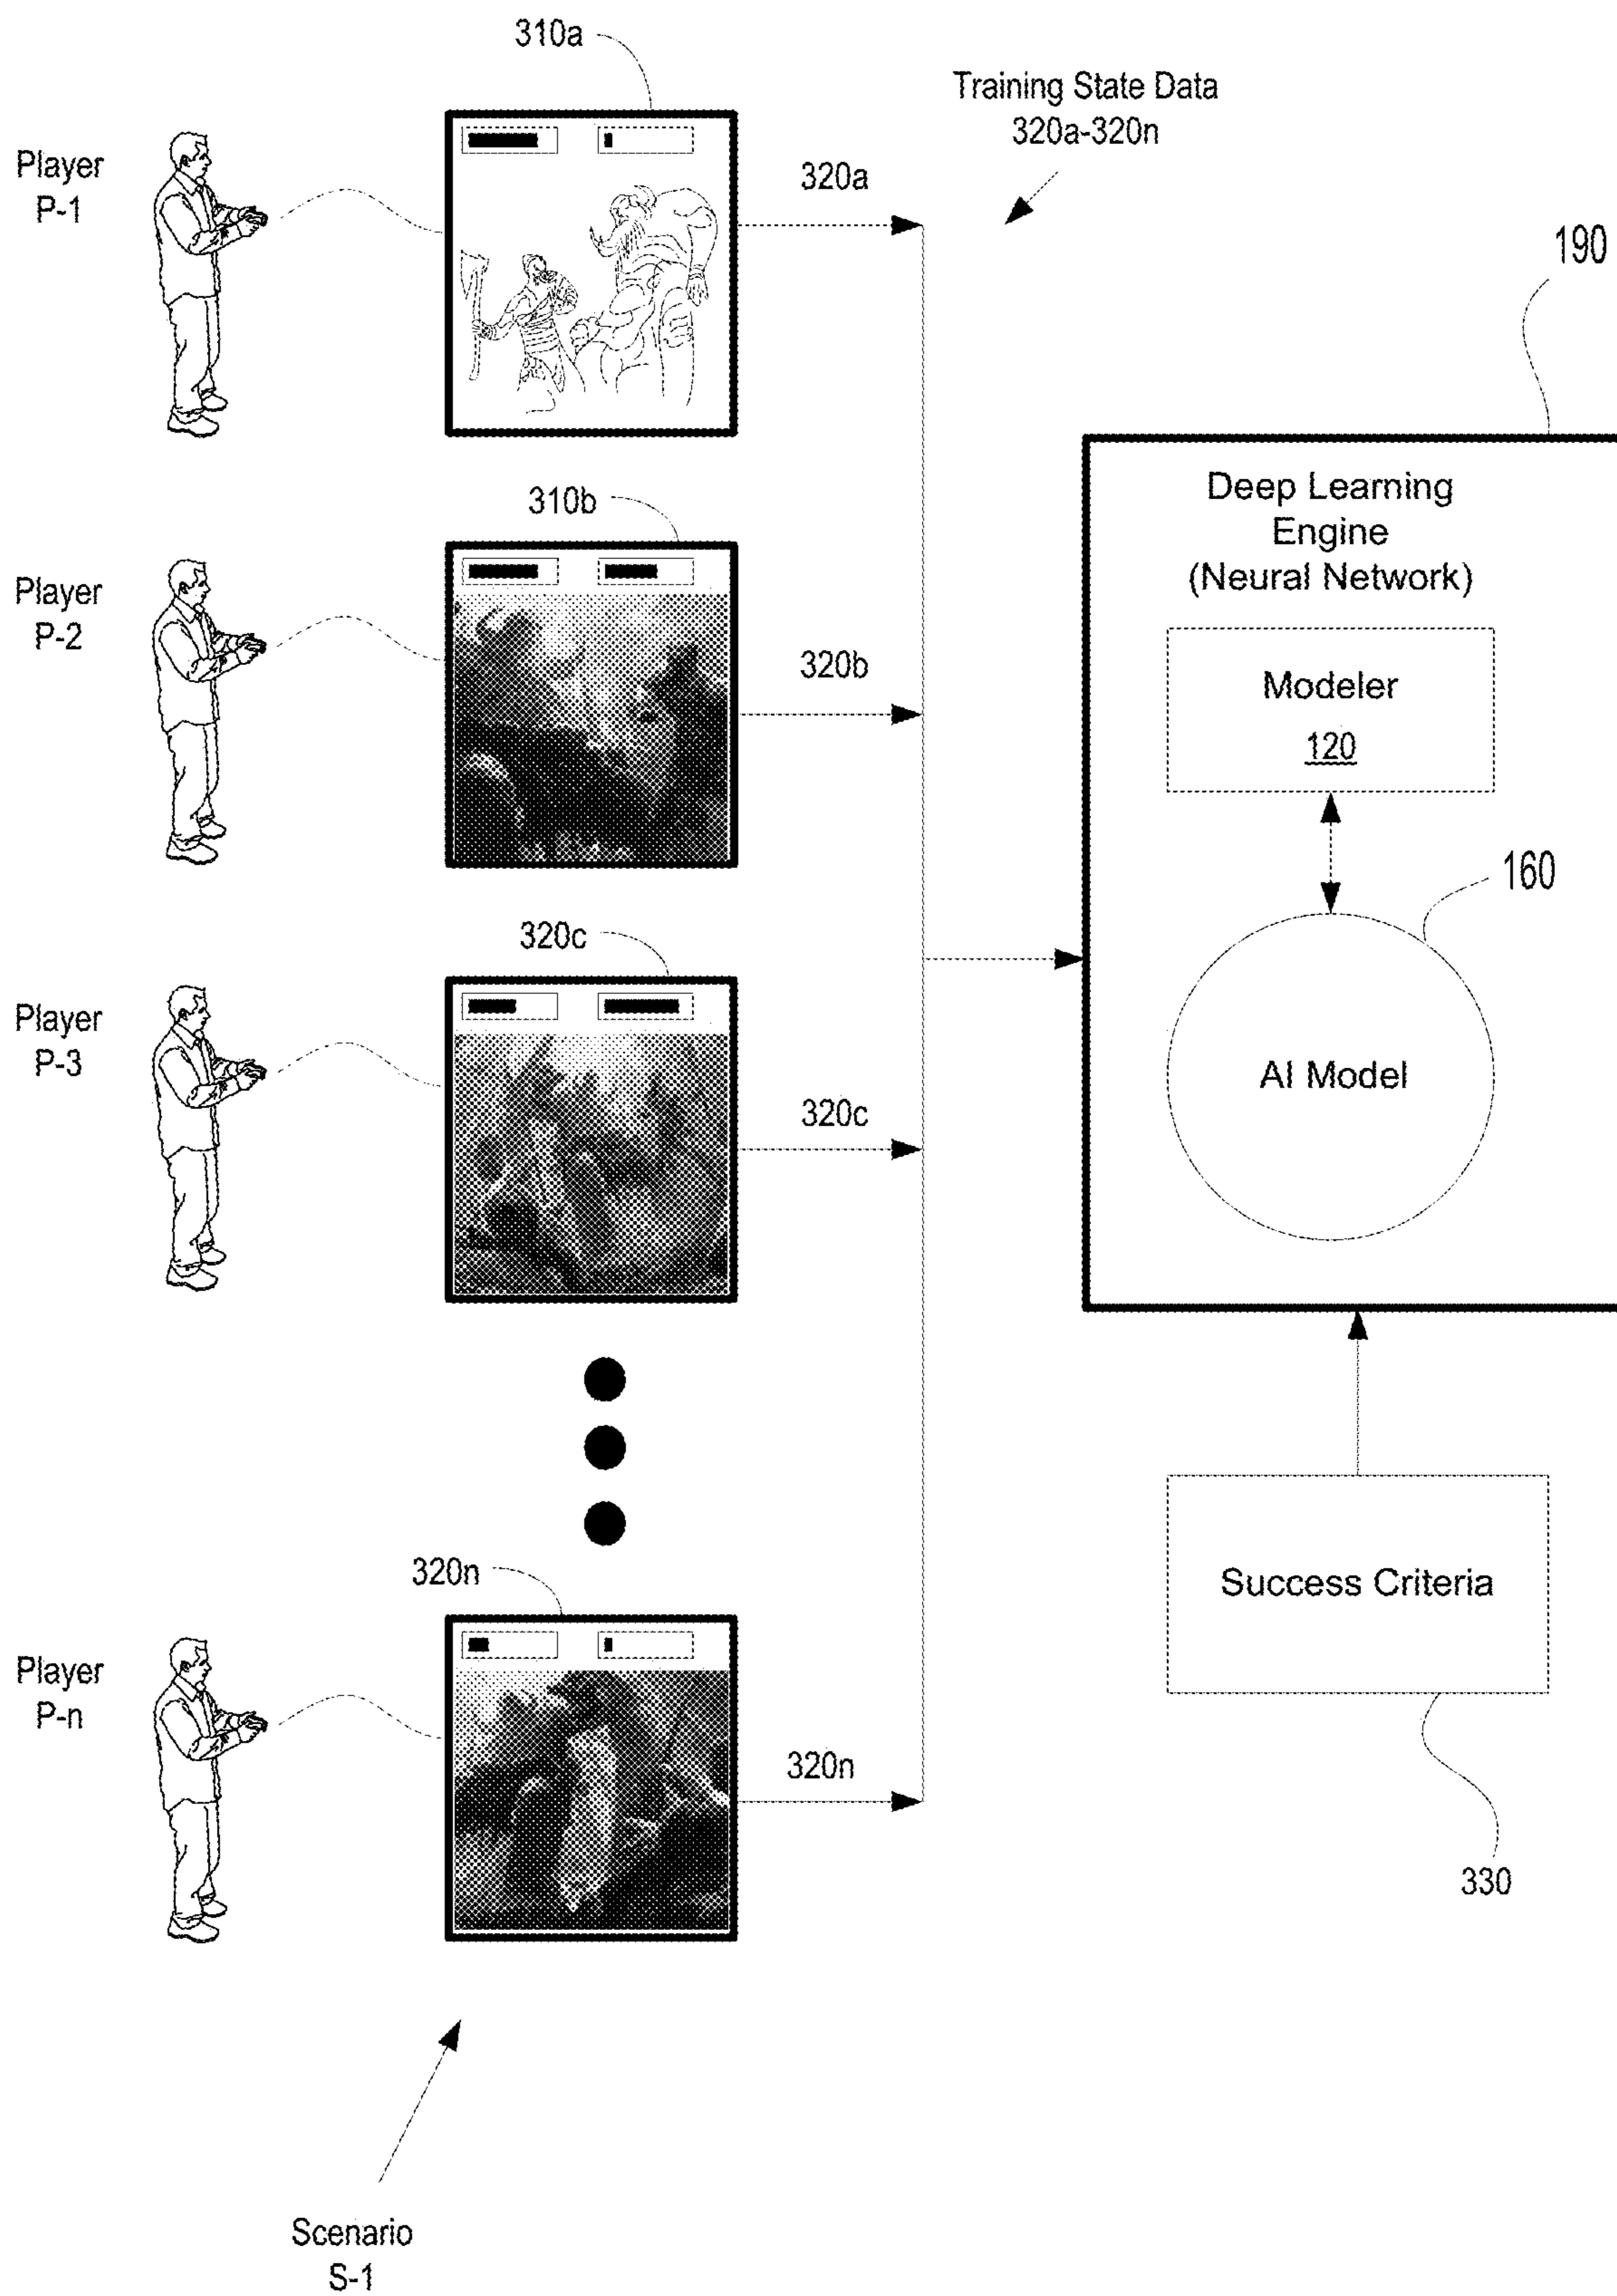 310a
Training State Data
320a-320n
Player
P-1
320a
190
310b
Player
P-2
320b
Deep Learning
Engine
(Neural Network)
Modeler
120
160
320c
Player
P-3
320c
AI Model
320n
Success Criteria
Player
P-n
320n
330
Scenario
S-1